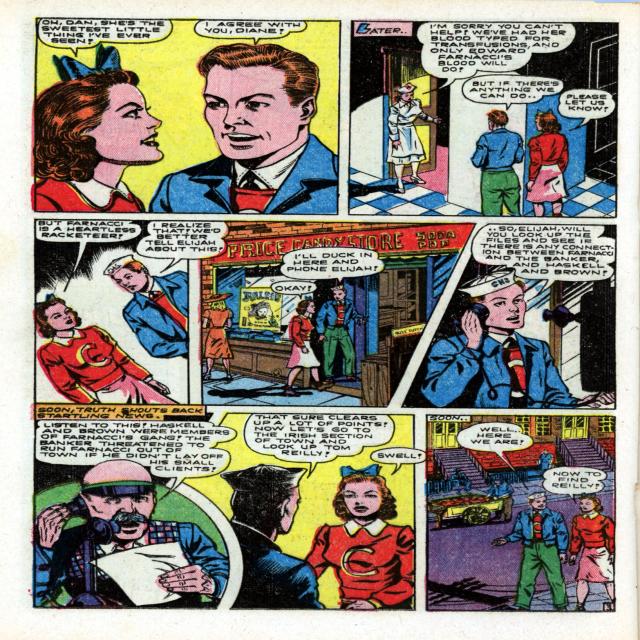 OH, DAN, SHE'S THE
SWEETEST LITTLE
THING I'VE EVER
SEEN!
I AGREE WITH
YOU, DIANE!
LATER..
I'M SORRY YOU CAN'T
HELP! WE'VE HAD HER
BLOOD TYPED FOR
TRANSFUSIONS, AND
ONLY EDWARD
FARNACCI'S
BLOOD WILL
DO!
BUT IF THERE'S
ANYTHING WE
CAN DO..
PLEASE
LET US
KNOW!
BUT FARNACCI
IS A HEARTLESS
RACKETEER!
I REALIZE
THAT! WE'D
BETTER
TELL ELIJAH
ABOUT THIS!
PRICE CANDY STORE
SODA
POP
I'LL DUCK IN
HERE AND
PHONE ELIJAH!
OKAY!
...SO, ELIJAH, WILL
YOU LOOK UP THE
FILES AND SEE IF
THERE IS ANY CONNECT-
ION BETWEEN FARNACCI
AND THE BANKER..
AND HASKELL
AND BROWN?
CHS
SOON, TRUTH SHOUTS BACK
STARTLING NEWS.
LISTEN TO THIS! HASKELL
AND BROWN WERE MEMBERS
OF FARNACCI'S GANG! THE
BANKER THREATENED TO
RUN FARNACCI OUT OF
TOWN IF HE DIDN'T LAY OFF
HIS SMALL
CLIENTS!
THAT SURE CLEARS
UP A LOT OF POINTS!
NOW LET'S GO TO
THE IRISH SECTION
OF TOWN AND
LOOK UP TOM
REILLY!
SWELL!
C
SOON..
WELL..
HERE
WE ARE!
NOW TO
FIND
REILLY!